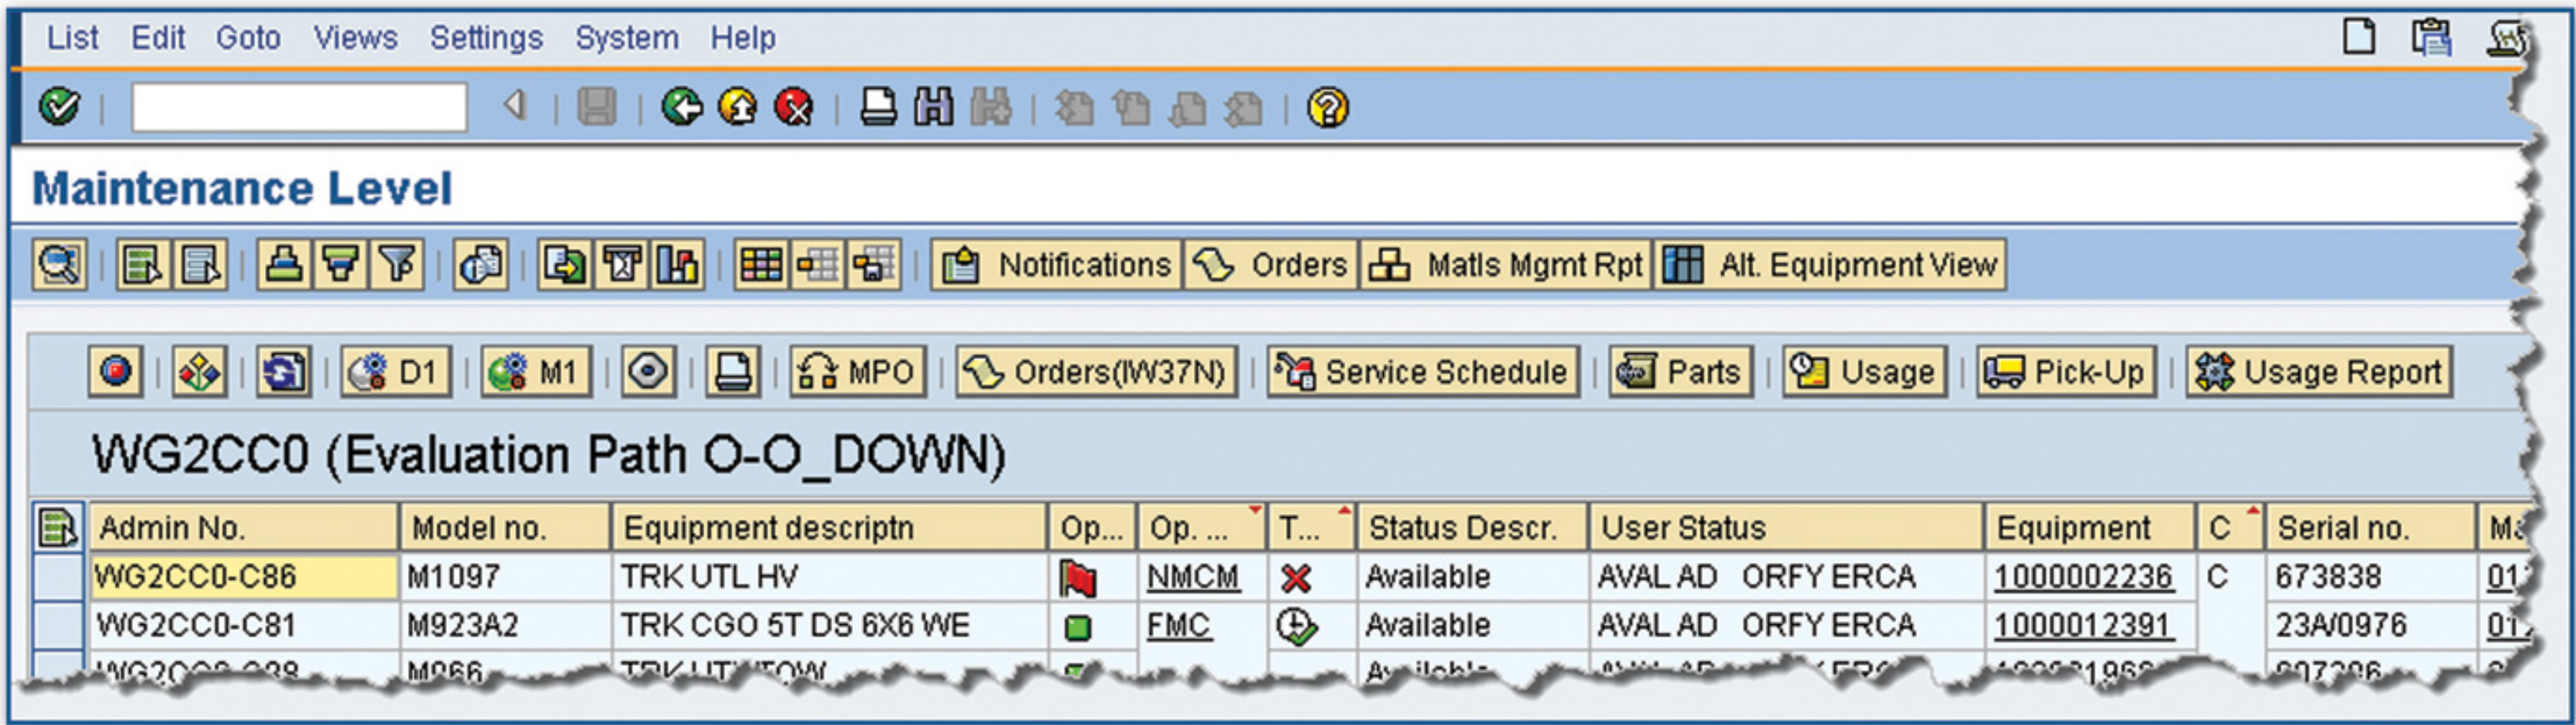 List Edit Goto Views Settings System Help
Maintenance Level
Notifications Orders Matls Mgmt Rpt Alt. Equipment View
D1 M1 MPO Orders(IW37N) Service Schedule Parts Usage Pick-Up Usage Report
WG2CC0 (Evaluation Path O-O_DOWN)
Admin No. Model no. Equipment descriptn Op... Op. ... T... Status Descr. User Status Equipment C Serial no.
WG2CC0-C86 M1097 TRK UTL HV NMCM Available AVAL AD ORFY ERCA 1000002236 C 673838
WG2CC0-C81 M923A2 TRK CGO 5T DS 6X6 WE FMC Available AVAL AD ORFY ERCA 1000012391 23A/0976